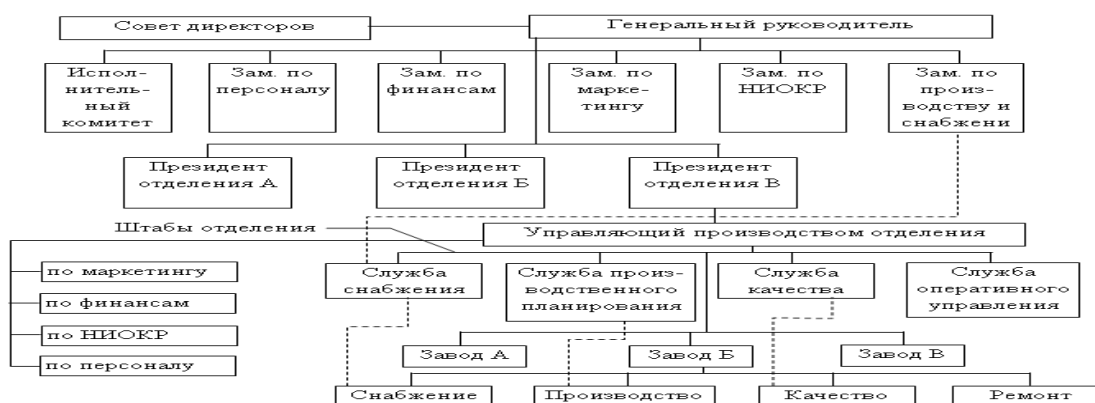 Совет директоров
Генеральный руководитель
Испол-
нитель-
ный
комитет
Зам. по
персоналу
Зам. по
финансам
Зам. по
марке-
тингу
Зам. по
НИОКР
Зам. по
произ-
водству и
снабжени
Президент
отделения А
Президент
отделения Б
Президент
отделения В
Штабы отделения
Управляющий производством отделения
по маркетингу
по финансам
по НИОКР
по персоналу
Служба
снабжения
Служба произ-
водственного
планирования
Служба
качества
Служба
оперативного
управления
Завод А
Завод Б
Завод В
Снабжение
Производство
Качество
Ремонт